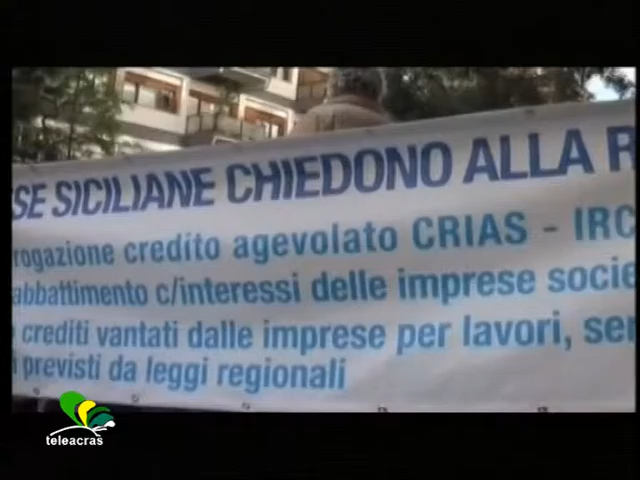 SE SICILIANE CHIEDONO ALLA R
rogazione credito agevolato CRIAS - IRC
abbattimento c/interessi delle imprese socie
crediti vantati dalle imprese per lavori, ser
i previsti da leggi regionali
teleacras